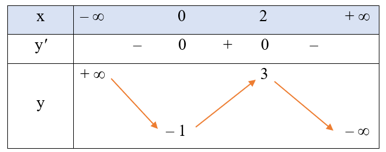 x – ∞ 0 2 + ∞
y′ – 0 + 0 –
+ ∞ 3
y
– 1 – ∞